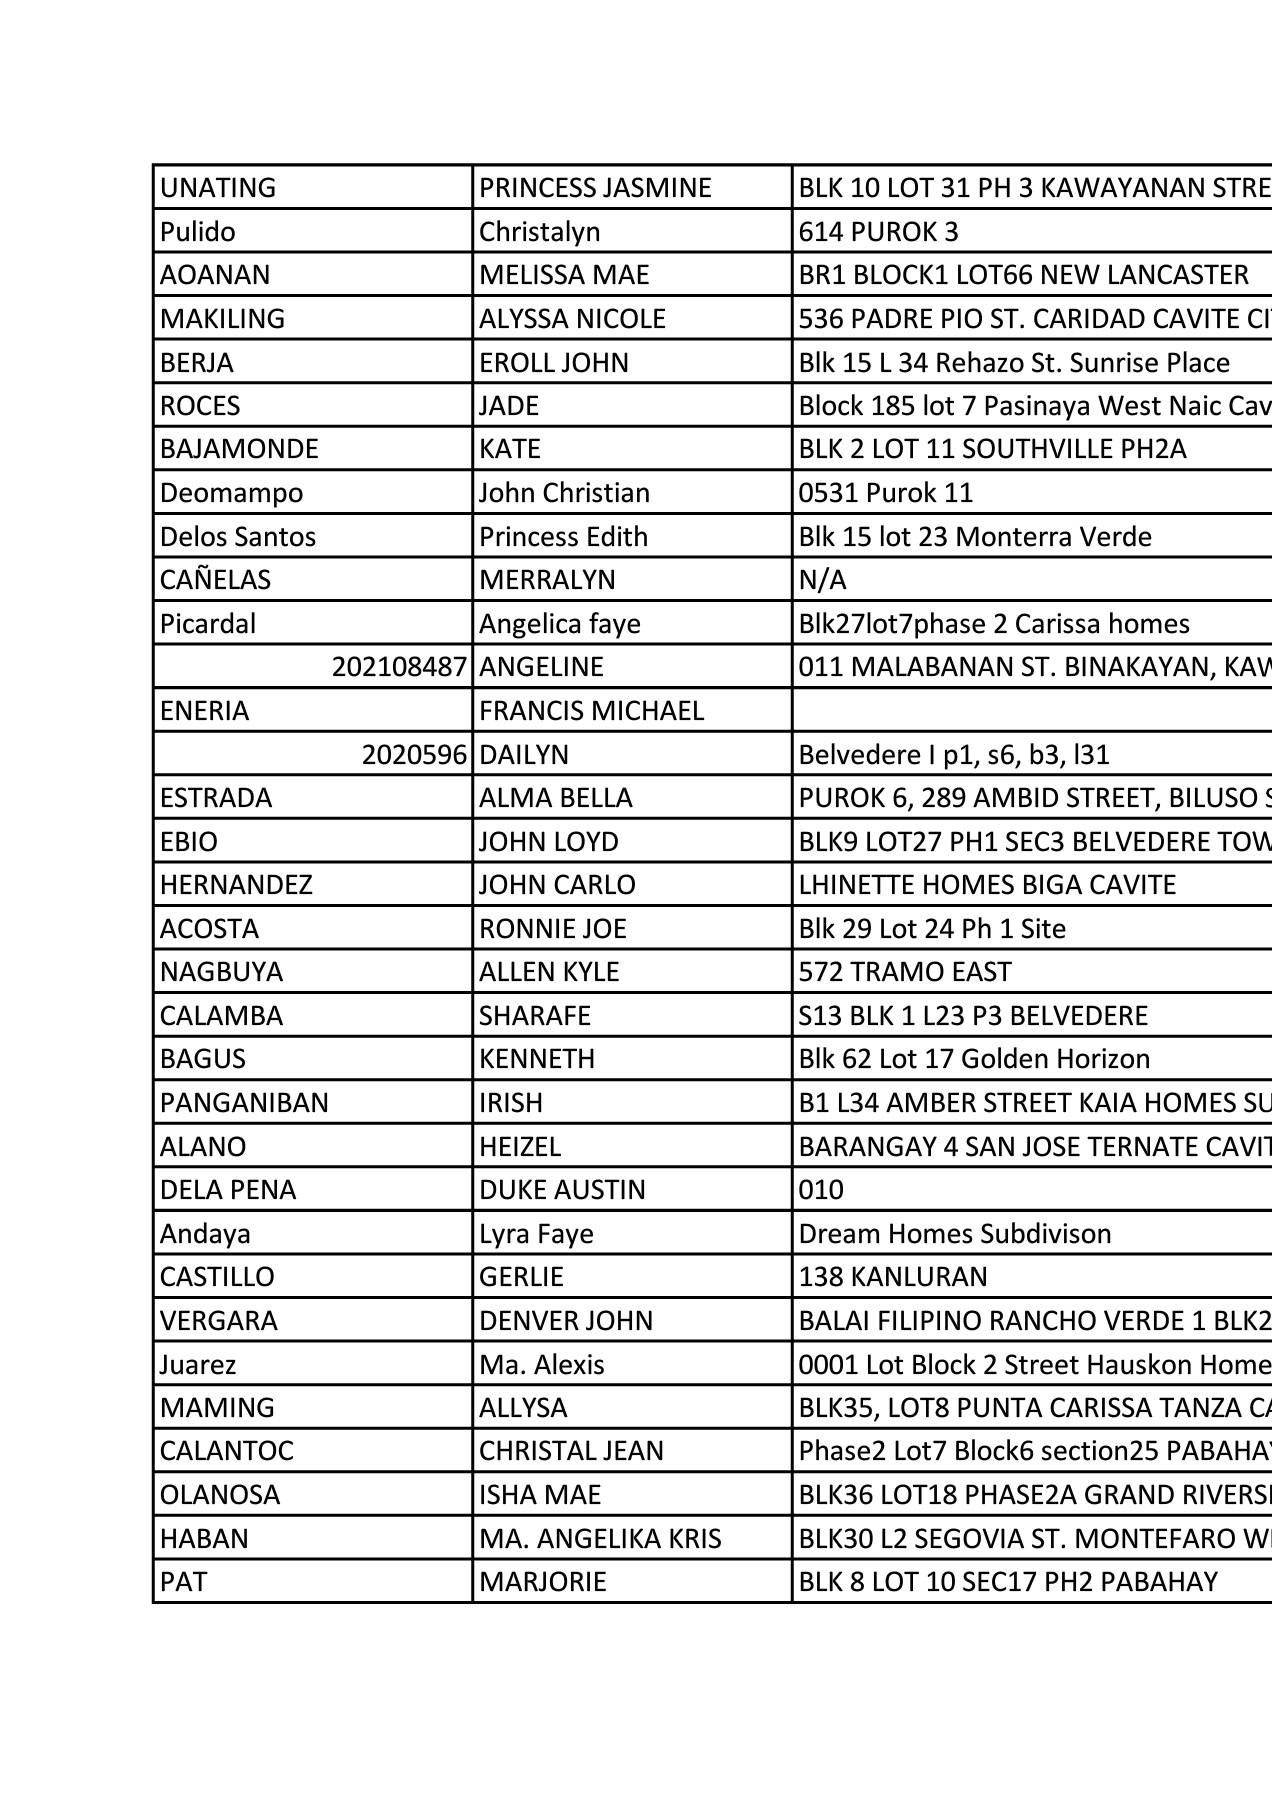 UNATING PRINCESS JASMINE BLK 10 LOT 31 PH 3 KAWAYANAN STRE
Pulido Christalyn 614 PUROK 3
AOANAN MELISSA MAE BR1 BLOCK1 LOT66 NEW LANCASTER
MAKILING ALYSSA NICOLE 536 PADRE PIO ST. CARIDAD CAVITE CI
BERJA EROLL JOHN Blk 15 L 34 Rehazo St. Sunrise Place
ROCES JADE Block 185 lot 7 Pasinaya West Naic Cav
BAJAMONDE KATE BLK 2 LOT 11 SOUTHVILLE PH2A
Deomampo John Christian 0531 Purok 11
Delos Santos Princess Edith Blk 15 lot 23 Monterra Verde
CAÑELAS MERRALYN N/A
Picardal Angelica faye Blk27lot7phase 2 Carissa homes
202108487 ANGELINE 011 MALABANAN ST. BINAKAYAN, KAW
ENERIA FRANCIS MICHAEL
2020596 DAILYN Belvedere I p1, s6, b3, l31
ESTRADA ALMA BELLA PUROK 6, 289 AMBID STREET, BILUSO S
EBIO JOHN LOYD BLK9 LOT27 PH1 SEC3 BELVEDERE TOW
HERNANDEZ JOHN CARLO LHINETTE HOMES BIGA CAVITE
ACOSTA RONNIE JOE Blk 29 Lot 24 Ph 1 Site
NAGBUYA ALLEN KYLE 572 TRAMO EAST
CALAMBA SHARAFE S13 BLK 1 L23 P3 BELVEDERE
BAGUS KENNETH Blk 62 Lot 17 Golden Horizon
PANGANIBAN IRISH B1 L34 AMBER STREET KAIA HOMES SU
ALANO HEIZEL BARANGAY 4 SAN JOSE TERNATE CAVIT
DELA PENA DUKE AUSTIN 010
Andaya Lyra Faye Dream Homes Subdivison
CASTILLO GERLIE 138 KANLURAN
VERGARA DENVER JOHN BALAI FILIPINO RANCHO VERDE 1 BLK2
Juarez Ma. Alexis 0001 Lot Block 2 Street Hauskon Home
MAMING ALLYSA BLK35, LOT8 PUNTA CARISSA TANZA CA
CALANTOC CHRISTAL JEAN Phase2 Lot7 Block6 section25 PABAHAY
OLANOSA ISHA MAE BLK36 LOT18 PHASE2A GRAND RIVERSI
HABAN MA. ANGELIKA KRIS BLK30 L2 SEGOVIA ST. MONTEFARO WE
PAT MARJORIE BLK 8 LOT 10 SEC17 PH2 PABAHAY